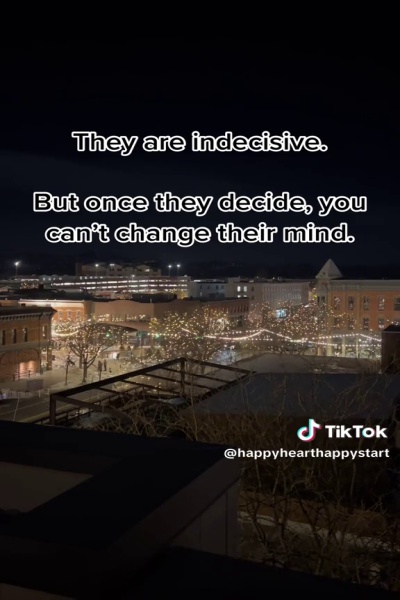 They are indecisive.
But once they decide, you
can't change their mind.
TikTok
@happyhearthappystart